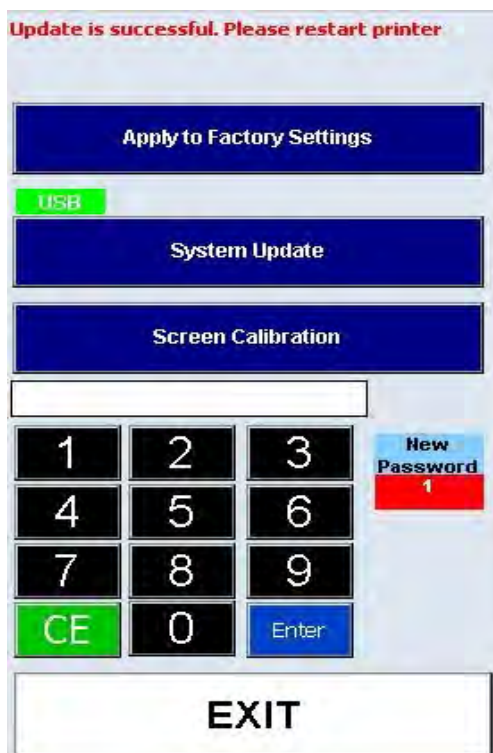 Update is successful. Please restart printer
Apply to Factory Settings
USB
System Update
Screen Calibration
1 2 3
New
Password
1
4 5 6
7 8 9
CE 0 Enter
EXIT